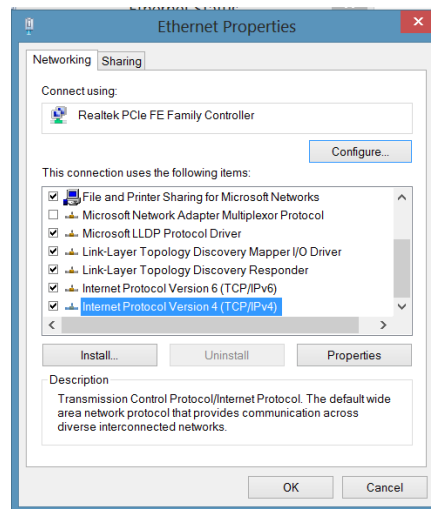 Ethernet Status
Ethernet Properties
Networking Sharing
Connect using:
Realtek PCIe FE Family Controller
Configure...
This connection uses the following items:
File and Printer Sharing for Microsoft Networks
Microsoft Network Adapter Multiplexor Protocol
Microsoft LLDP Protocol Driver
Link-Layer Topology Discovery Mapper I/O Driver
Link-Layer Topology Discovery Responder
Internet Protocol Version 6 (TCP/IPv6)
Internet Protocol Version 4 (TCP/IPv4)
Install... Uninstall Properties
Description
Transmission Control Protocol/Internet Protocol. The default wide
area network protocol that provides communication across
diverse interconnected networks.
OK Cancel